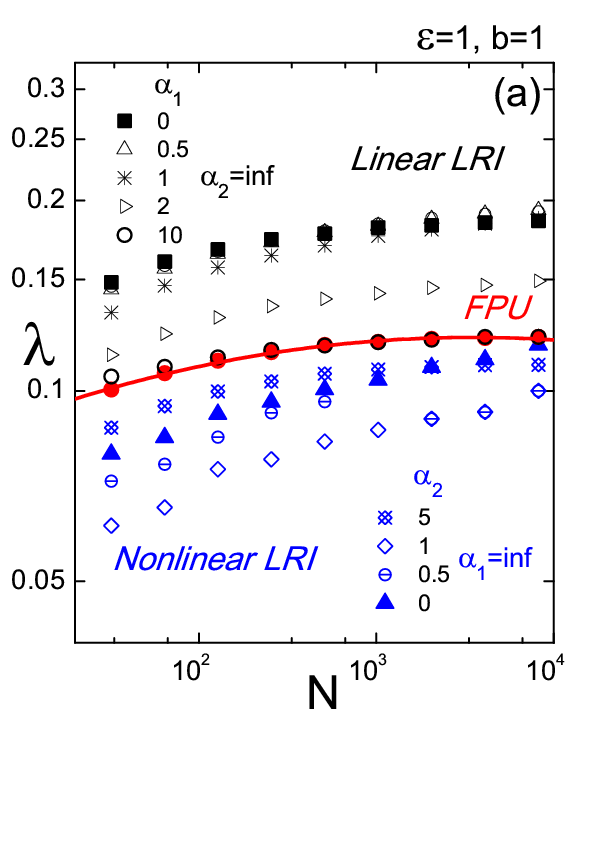 ε=1, b=1
(a)
α1
0
0.5
1 α2=inf
2
10
Linear LRI
FPU
Nonlinear LRI
α2
5
1 α1=inf
0.5
0
0.3
0.25
0.2
0.15
0.1
0.05
λ
10^2 10^3 10^4
N